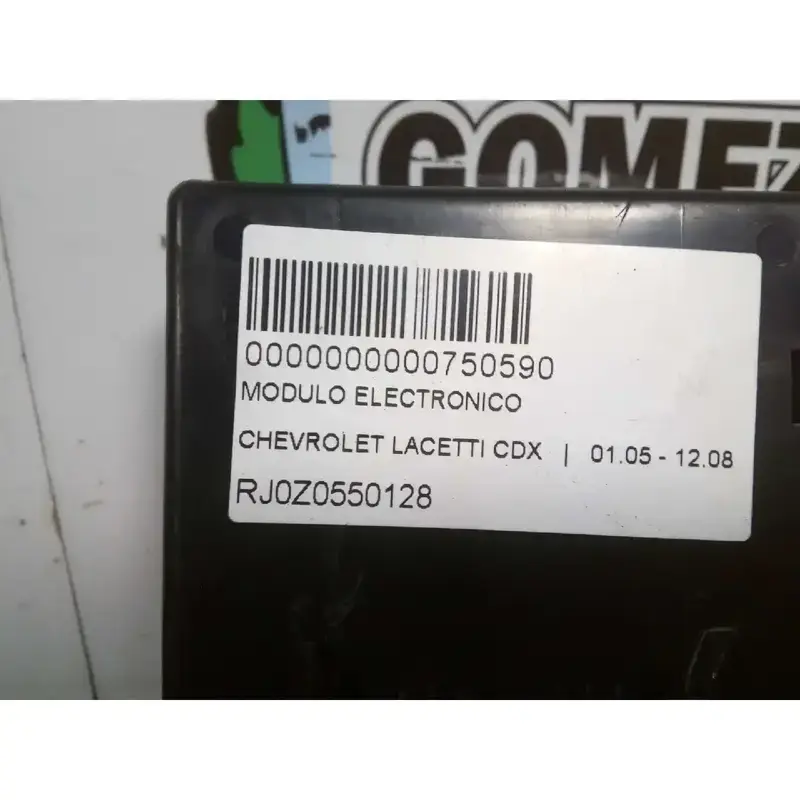 GOMEZ
0000000000750590
MODULO ELECTRONICO
CHEVROLET LACETTI CDX | 01.05 - 12.08
RJ0Z0550128